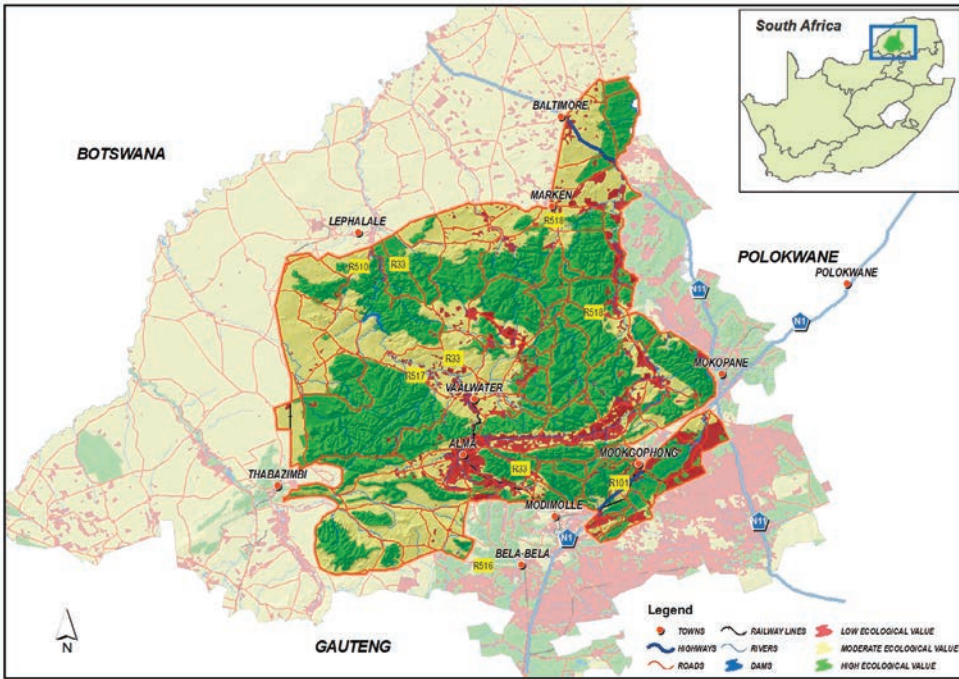 South Africa
BALTIMORE
BOTSWANA
MARKEN
LEPHALALE
R518
R510
R33
POLOKWANE
POLOKWANE
N11
R518
N1
R33
MOKOPANE
R517
VAALWATER
ALMA
MOOKGOPHONG
R33
THABAZIMBI
R101
MODIMOLLE
N11
N1
BELA-BELA
R516
Legend
TOWNS
RAILWAY LINES
LOW ECOLOGICAL VALUE
HIGHWAYS
RIVERS
MODERATE ECOLOGICAL VALUE
ROADS
DAMS
HIGH ECOLOGICAL VALUE
N
GAUTENG